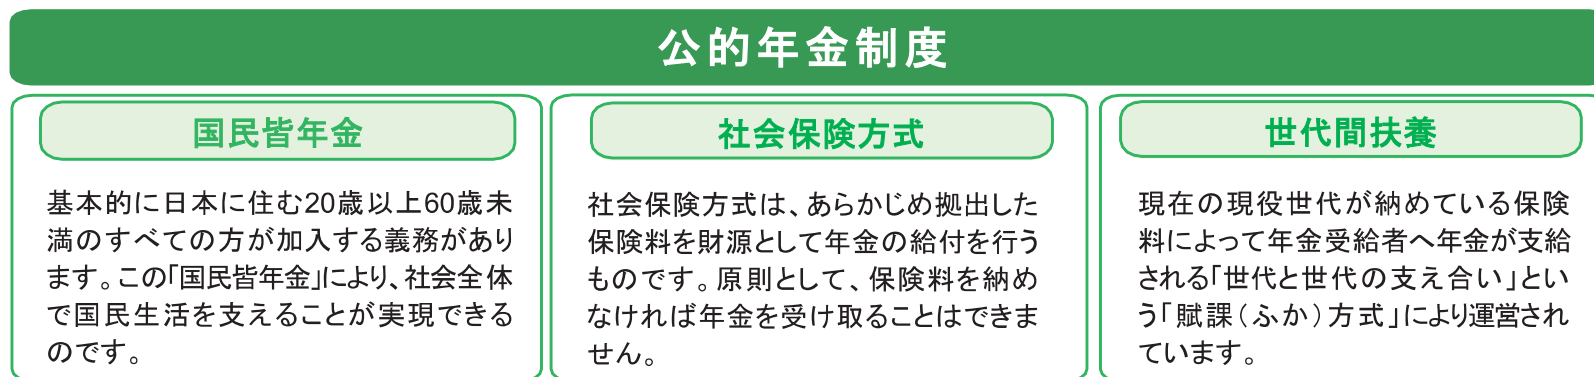 公的年金制度
国民皆年金
基本的に日本に住む20歳以上60歳未
満のすべての方が加入する義務があり
ます。この「国民皆年金」により、社会全体
で国民生活を支えることが実現できる
のです。
社会保険方式
社会保険方式は、あらかじめ拠出した
保険料を財源として年金の給付を行う
ものです。原則として、保険料を納め
なければ年金を受け取ることはできま
せん。
世代間扶養
現在の現役世代が納めている保険
料によって年金受給者へ年金が支給
される「世代と世代の支え合い」とい
う「賦課（ふか）方式」により運営され
ています。